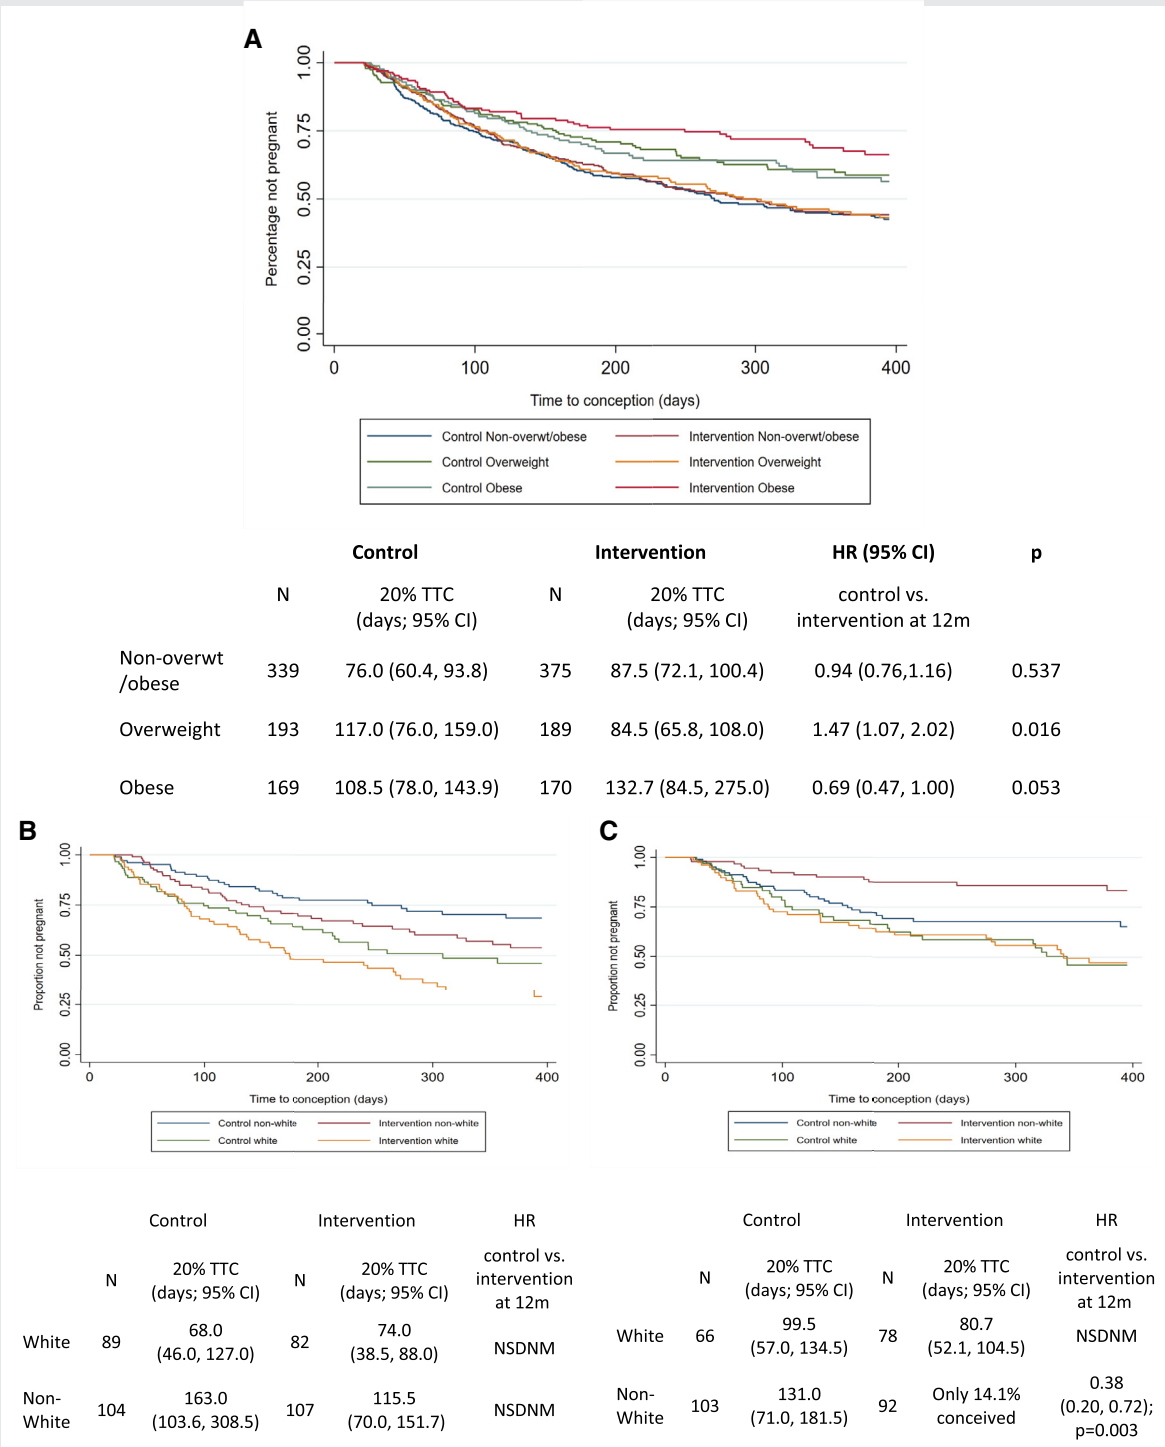 A
Percentage not pregnant
1.00
0.75
0.50
0.25
0.00
0 100 200 300 400
Time to conception (days)
Control Non-overwt/obese Intervention Non-overwt/obese
Control Overweight Intervention Overweight
Control Obese Intervention Obese
Control Intervention HR (95% CI) p
N 20% TTC N 20% TTC control vs.
(days; 95% CI) (days; 95% CI) intervention at 12m
Non-overwt
/obese 339 76.0 (60.4, 93.8) 375 87.5 (72.1, 100.4) 0.94 (0.76,1.16) 0.537
Overweight 193 117.0 (76.0, 159.0) 189 84.5 (65.8, 108.0) 1.47 (1.07, 2.02) 0.016
Obese 169 108.5 (78.0, 143.9) 170 132.7 (84.5, 275.0) 0.69 (0.47, 1.00) 0.053
B
Proportion not pregnant
1.00
0.75
0.50
0.25
0.00
0 100 200 300 400
Time to conception (days)
Control non-white Intervention non-white
Control white Intervention white
Control Intervention HR
N 20% TTC N 20% TTC control vs.
(days; 95% CI) (days; 95% CI) intervention
at 12m
White 89 68.0 82 74.0 NSDNM
(46.0, 127.0) (38.5, 88.0)
Non-
White 104 163.0 107 115.5 NSDNM
(103.6, 308.5) (70.0, 151.7)
C
Proportion not pregnant
1.00
0.75
0.50
0.25
0.00
0 100 200 300 400
Time to conception (days)
Control non-white Intervention non-white
Control white Intervention white
Control Intervention HR
N 20% TTC N 20% TTC control vs.
(days; 95% CI) (days; 95% CI) intervention
at 12m
White 66 99.5 78 80.7 NSDNM
(57.0, 134.5) (52.1, 104.5)
Non-
White 103 131.0 92 Only 14.1% 0.38
(71.0, 181.5) conceived (0.20, 0.72);
p=0.003